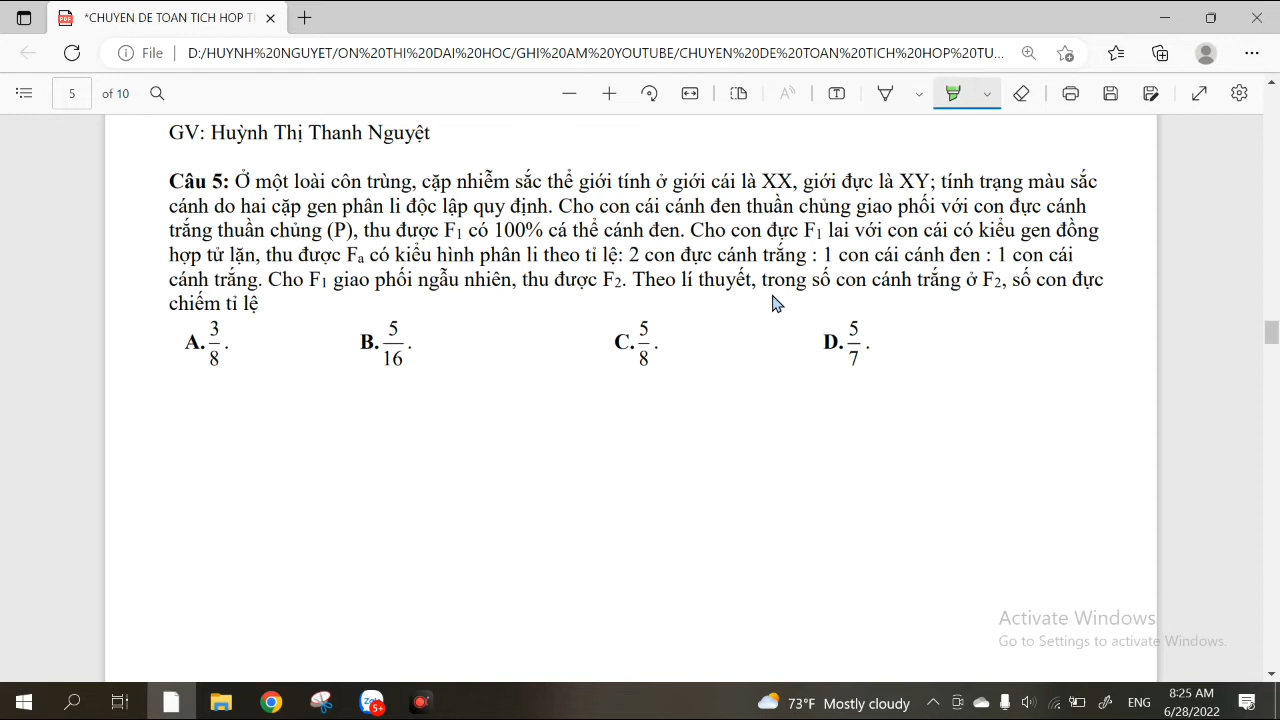 *CHUYEN DE TOAN TICH HOP T
File
D:/HUYNH%20NGUYET/ON%20THI%20DAI%20HOC/GHI%20AM%20YOUTUBE/CHUYEN%20DE%20TOAN%20TICH%20HOP%20TU...
5 of 10
GV: Huỳnh Thị Thanh Nguyệt
Câu 5: Ở một loài côn trùng, cặp nhiễm sắc thể giới tính ở giới cái là XX, giới đực là XY; tính trạng màu sắc
cánh do hai cặp gen phân li độc lập quy định. Cho con cái cánh đen thuần chủng giao phối với con đực cánh
trắng thuần chủng (P), thu được F1 có 100% cá thể cánh đen. Cho con đực F1 lai với con cái có kiểu gen đồng
hợp tử lặn, thu được Fa có kiểu hình phân li theo tỉ lệ: 2 con đực cánh trắng : 1 con cái cánh đen : 1 con cái
cánh trắng. Cho F1 giao phối ngẫu nhiên, thu được F2. Theo lí thuyết, trong số con cánh trắng ở F2, số con đực
chiếm tỉ lệ
A. 3/8 . B. 5/16 . C. 5/8 . D. 5/7 .
Activate Windows
Go to Settings to activate Windows.
PDF
Zalo
5+
73°F Mostly cloudy
ENG
8:25 AM
6/28/2022